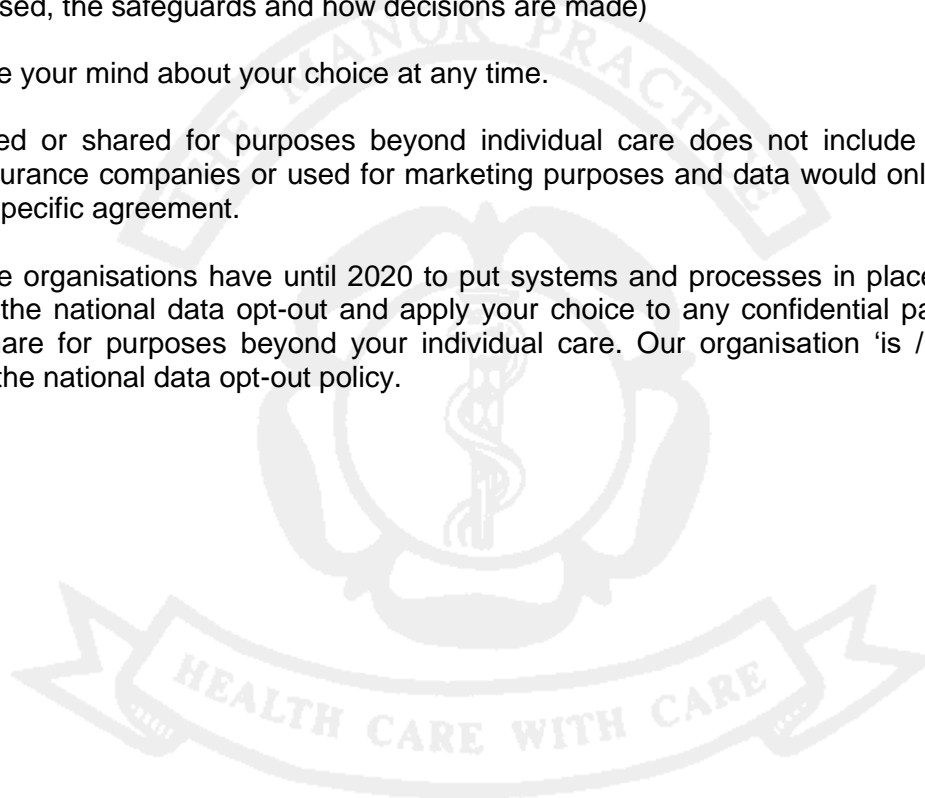 sed, the safeguards and how decisions are made)
e your mind about your choice at any time.
ed or shared for purposes beyond individual care does not include
urance companies or used for marketing purposes and data would onl
pecific agreement.
e organisations have until 2020 to put systems and processes in place
the national data opt-out and apply your choice to any confidential pa
are for purposes beyond your individual care. Our organisation ‘is /
the national data opt-out policy.
THE MANOR PRACTICE
HEALTH CARE WITH CARE